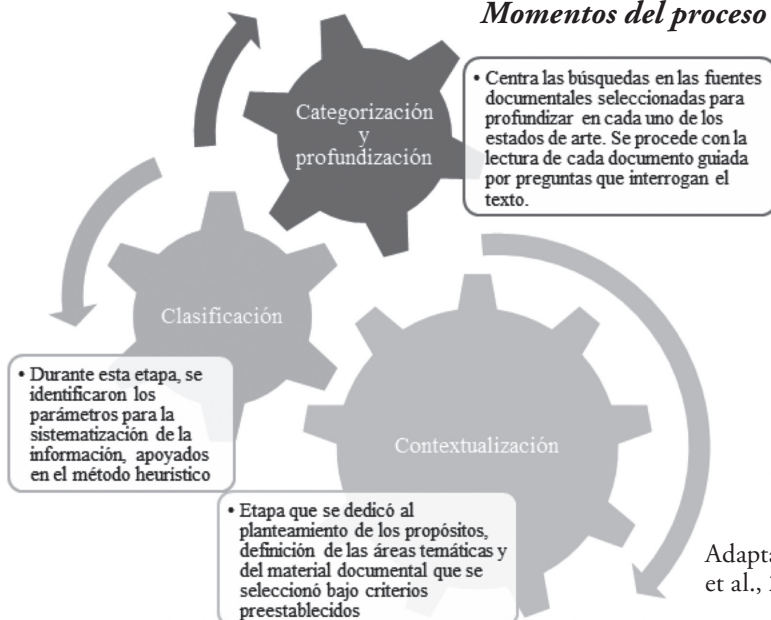 Momentos del proceso
Categorización
y
profundización
• Centra las búsquedas en las fuentes
documentales seleccionadas para
profundizar en cada uno de los
estados de arte. Se procede con la
lectura de cada documento guiada
por preguntas que interrogan el
texto.
Clasificación
• Durante esta etapa, se
identificaron los
parámetros para la
sistematización de la
información, apoyados
en el método heuristico
Contextualización
• Etapa que se dedicó al
planteamiento de los propósitos,
definición de las áreas temáticas y
del material documental que se
seleccionó bajo criterios
preestablecidos
et al.,